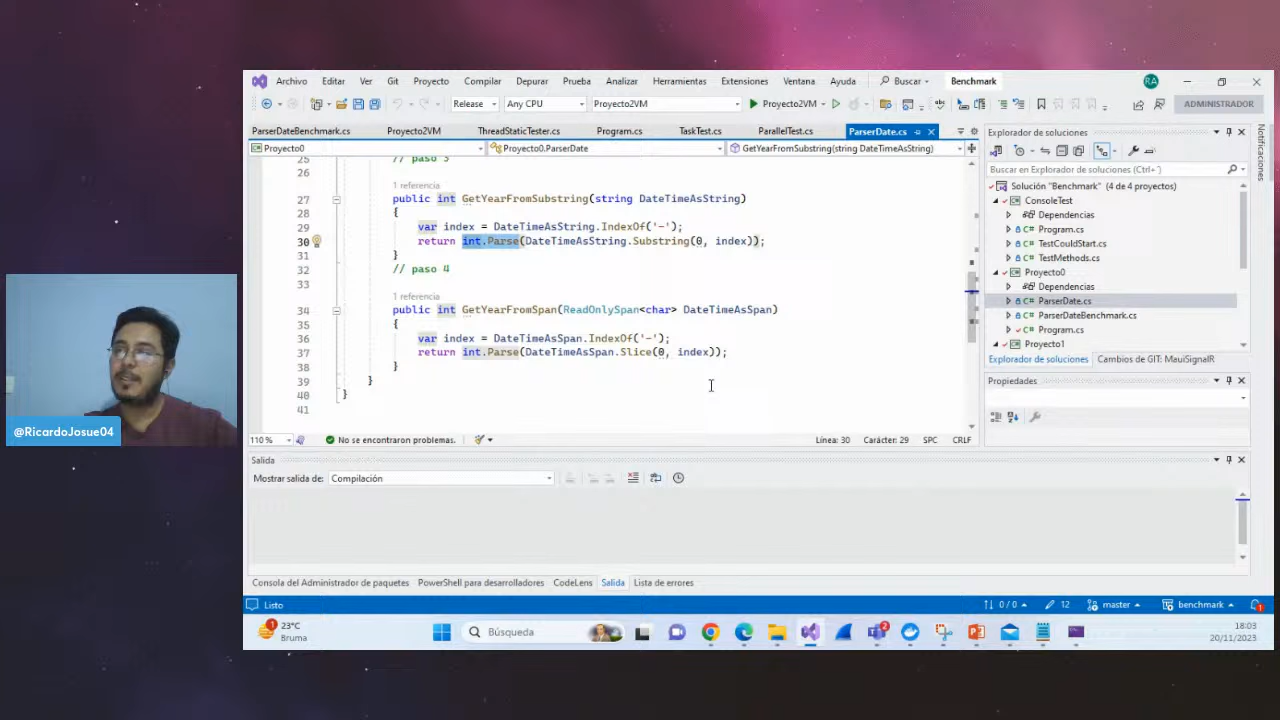 Archivo Editar Ver Git Proyecto Compilar Depurar Prueba Analizar Herramientas Extensiones Ventana Ayuda Buscar Benchmark RA
Release Any CPU Proyecto2VM Proyecto2VM ADMINISTRADOR
ParserDateBenchmark.cs Proyecto2VM ThreadStaticTester.cs Program.cs TaskTest.cs ParallelTest.cs ParserDate.cs
Proyecto0 Proyecto0.ParserDate GetYearFromSubstring(string DateTimeAsString)
25 // paso 3
26
1 referencia
27 public int GetYearFromSubstring(string DateTimeAsString)
28 {
29 var index = DateTimeAsString.IndexOf('-');
30 return int.Parse(DateTimeAsString.Substring(0, index));
31 }
32 // paso 4
33
1 referencia
34 public int GetYearFromSpan(ReadOnlySpan<char> DateTimeAsSpan)
35 {
36 var index = DateTimeAsSpan.IndexOf('-');
37 return int.Parse(DateTimeAsSpan.Slice(0, index));
38 }
39 }
40 }
41
110 % No se encontraron problemas. Línea: 30 Carácter: 29 SPC CRLF
Explorador de soluciones
Buscar en Explorador de soluciones (Ctrl+´)
Solución "Benchmark" (4 de 4 proyectos)
ConsoleTest
Dependencias
C# Program.cs
C# TestCouldStart.cs
C# TestMethods.cs
Proyecto0
Dependencias
C# ParserDate.cs
C# ParserDateBenchmark.cs
C# Program.cs
Proyecto1
Explorador de soluciones Cambios de GIT: MauiSignalR
Propiedades
Notificaciones
Salida
Mostrar salida de: Compilación
Consola del Administrador de paquetes PowerShell para desarrolladores CodeLens Salida Lista de errores
Listo 0 / 0 12 master benchmark 1
1 23°C
Bruma
Búsqueda
2
18:03
20/11/2023
@RicardoJosue04